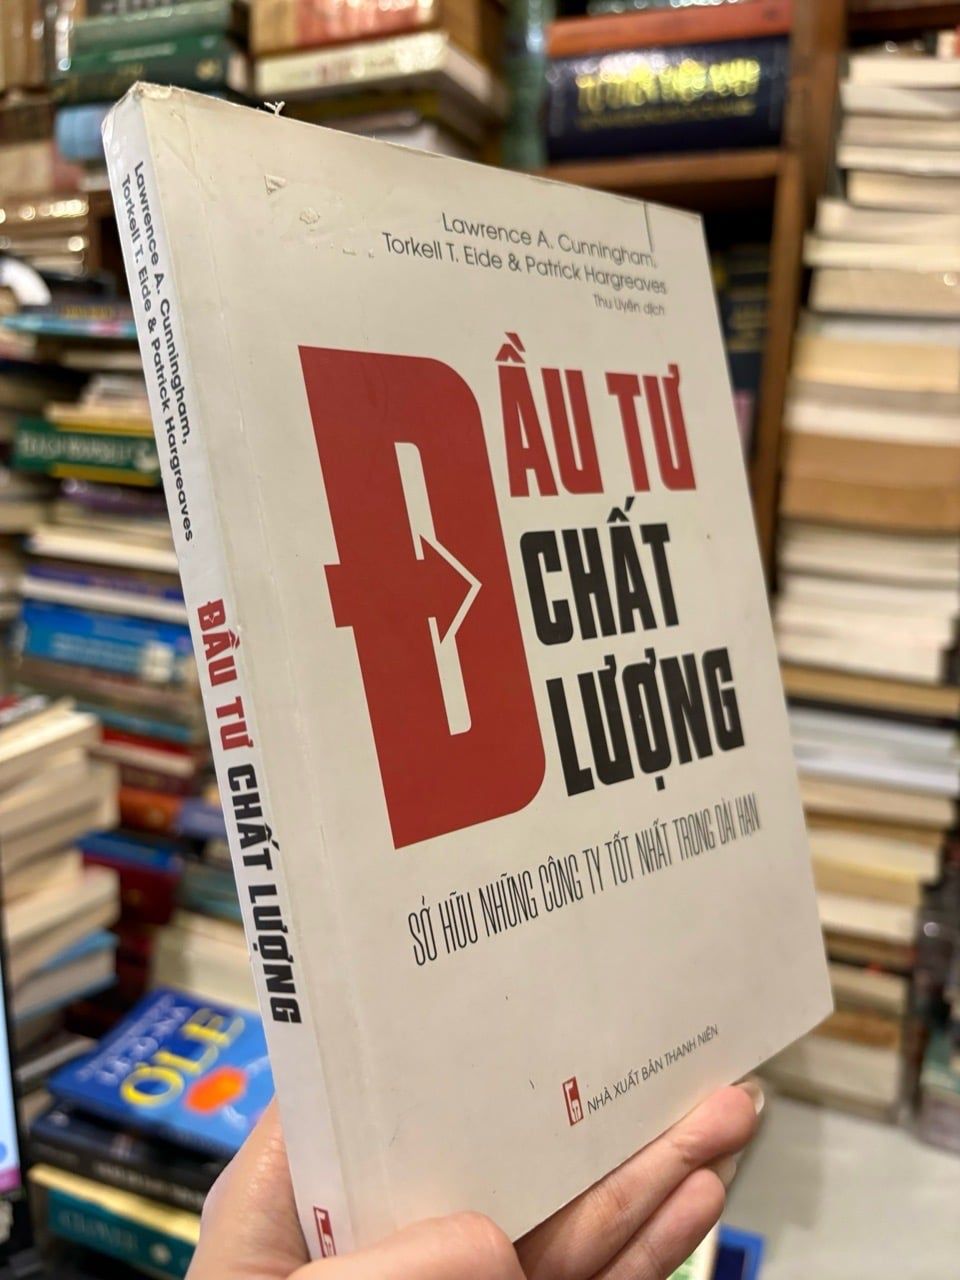 Lawrence A. Cunningham,
Torkell T. Eide & Patrick Hargreaves
Thu Uyên dịch
ĐẦU TƯ
CHẤT
LƯỢNG
SỞ HỮU NHỮNG CÔNG TY TỐT NHẤT TRONG DÀI HẠN
NHÀ XUẤT BẢN THANH NIÊN
Lawrence A. Cunningham,
Torkell T. Eide & Patrick Hargreaves
ĐẦU TƯ CHẤT LƯỢNG